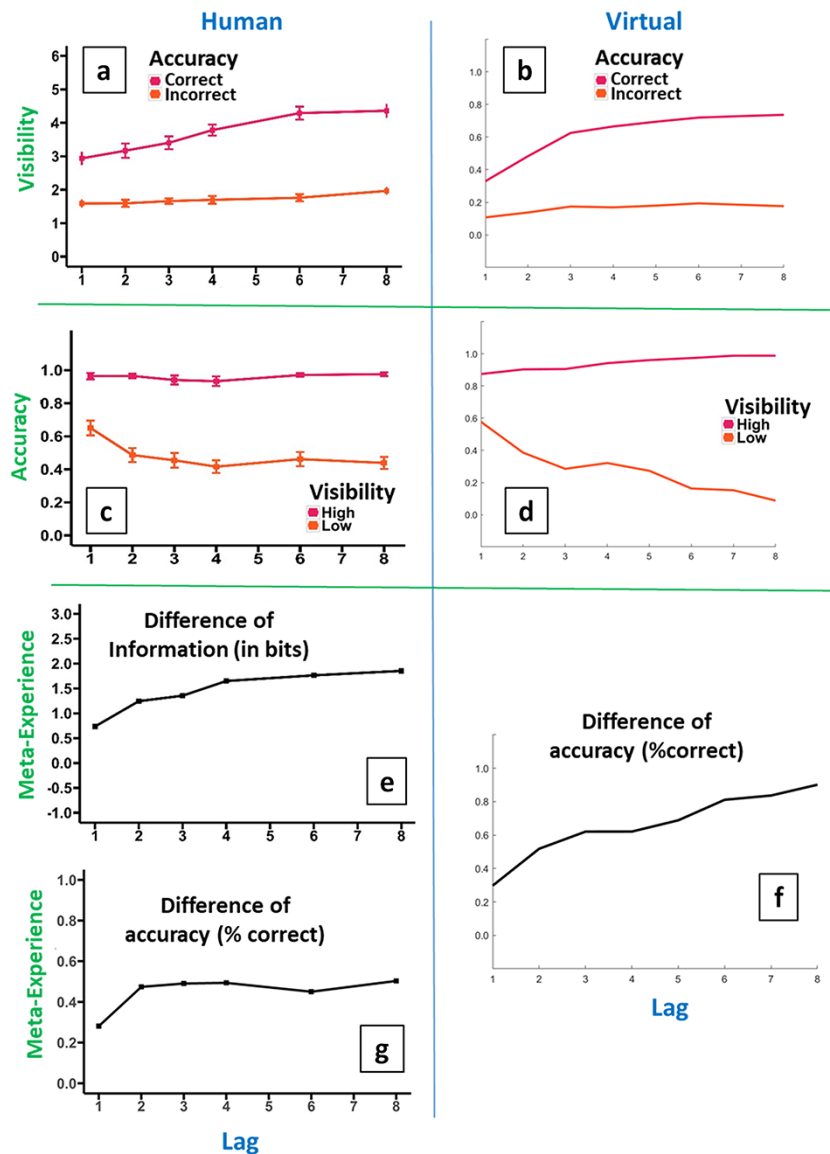 Human
Virtual
a
Accuracy
Correct
Incorrect
Visibility
6
5
4
3
2
1
0
1 2 3 4 5 6 7 8
b
Accuracy
Correct
Incorrect
1.0
0.8
0.6
0.4
0.2
0.0
1 2 3 4 5 6 7 8
Accuracy
1.0
0.8
0.6
0.4
0.2
0.0
c
Visibility
High
Low
1 2 3 4 5 6 7 8
1.0
0.8
0.6
0.4
0.2
0.0
Visibility
High
Low
d
1 2 3 4 5 6 7 8
Meta-Experience
Difference of
Information (in bits)
3.0
2.5
2.0
1.5
1.0
0.5
0.0
-0.5
-1.0
e
1 2 3 4 5 6 7 8
Difference of
accuracy (%correct)
1.0
0.8
0.6
0.4
0.2
0.0
f
1 2 3 4 5 6 7 8
Lag
Meta-Experience
1.0
0.8
0.6
0.4
0.2
0.0
Difference of
accuracy (% correct)
g
1 2 3 4 5 6 7 8
Lag